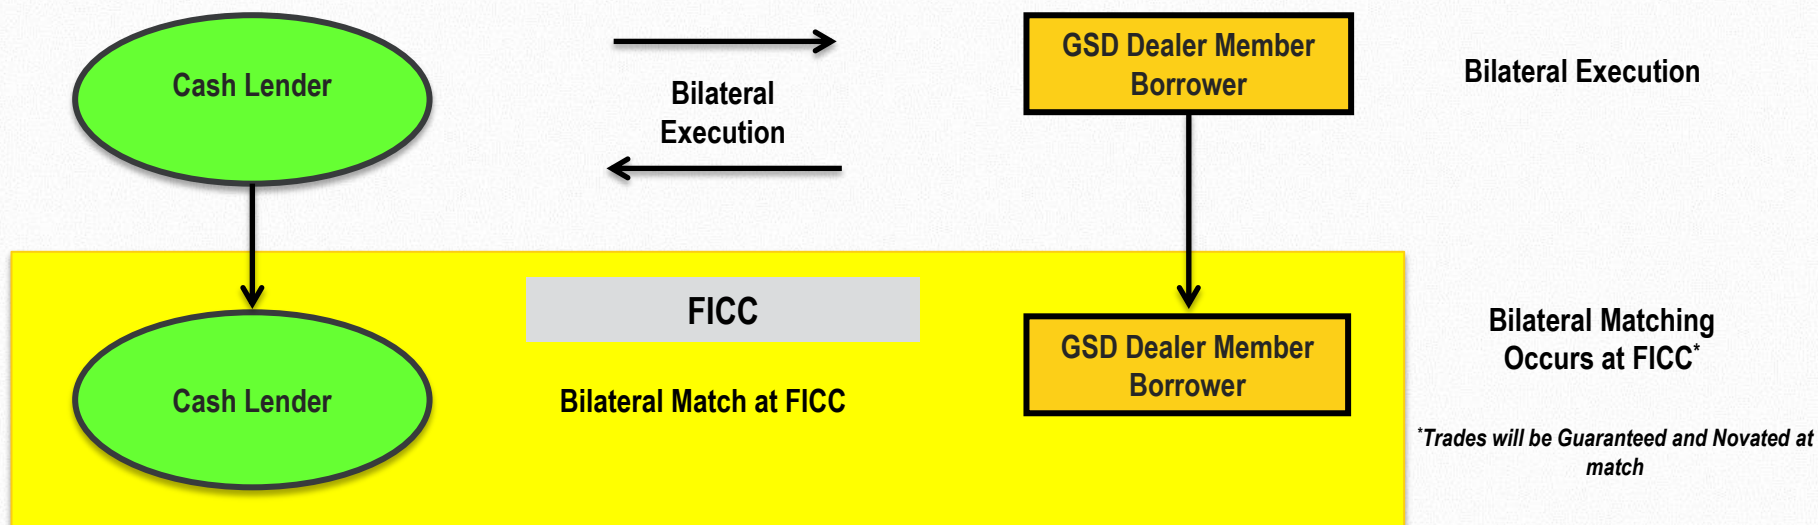 Cash Lender
Bilateral
Execution
GSD Dealer Member
Borrower
Bilateral Execution
FICC
Cash Lender
Bilateral Match at FICC
GSD Dealer Member
Borrower
Bilateral Matching
Occurs at FICC*
*Trades will be Guaranteed and Novated at
match